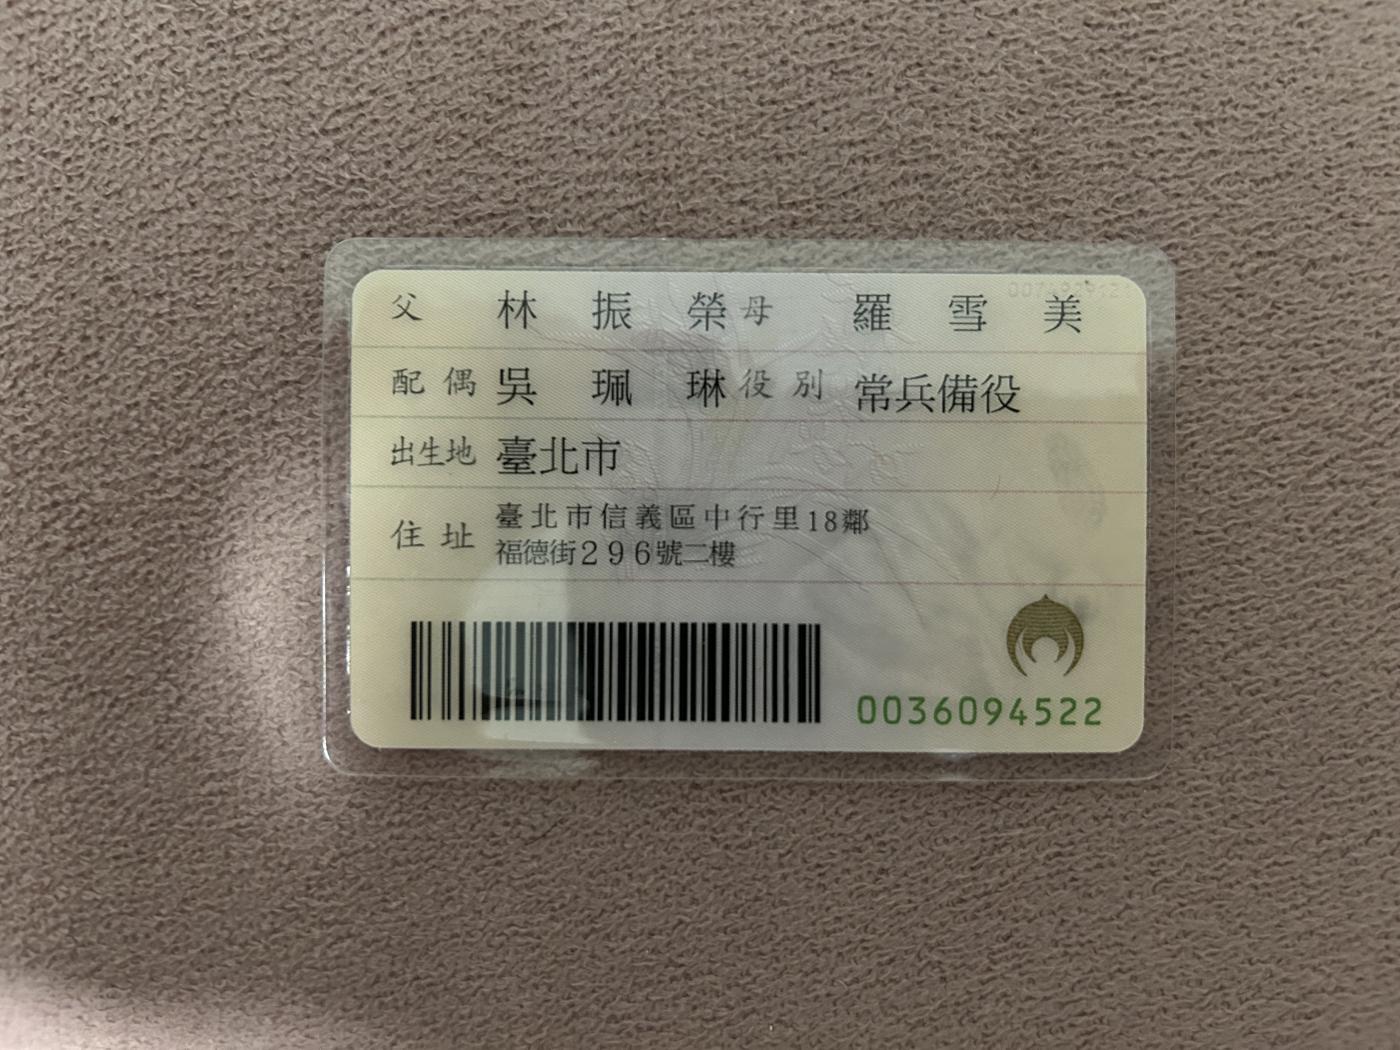 父 林振榮 母 羅雪美
配偶 吳珮琳 役別 常兵備役
出生地 臺北市
住址 臺北市信義區中行里18鄰
福德街296號二樓
0036094522